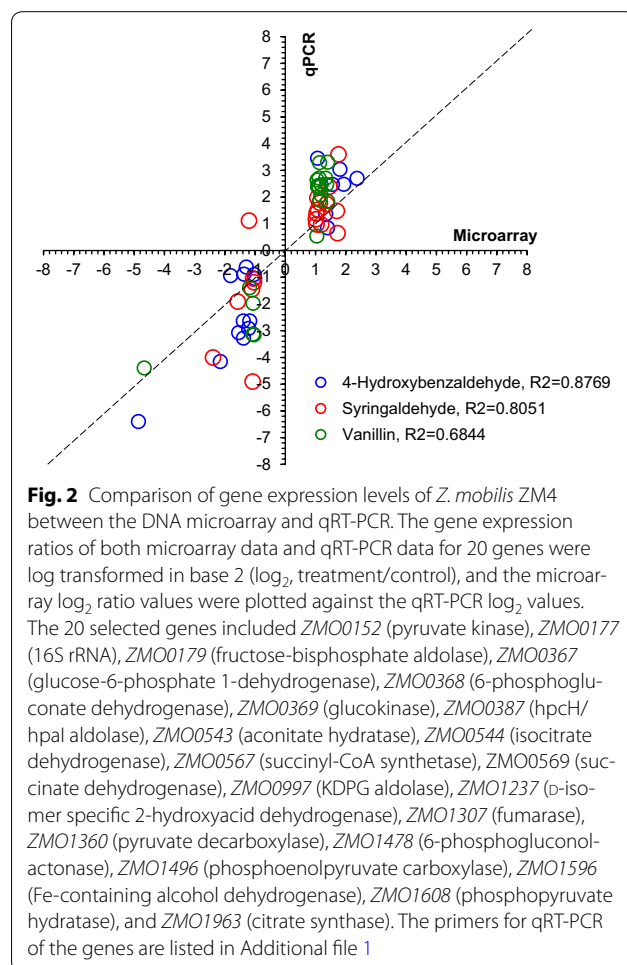 8
7
6
5
4
3
2
1
0
-1
-2
-3
-4
-5
-6
-7
-8
qPCR
Microarray
-8 -7 -6 -5 -4 -3 -2 -1 0 1 2 3 4 5 6 7 8
4-Hydroxybenzaldehyde, R2=0.8769
Syringaldehyde, R2=0.8051
Vanillin, R2=0.6844
Fig. 2 Comparison of gene expression levels of Z. mobilis ZM4
between the DNA microarray and qRT-PCR. The gene expression
ratios of both microarray data and qRT-PCR data for 20 genes were
log transformed in base 2 (log2, treatment/control), and the microar-
ray log2 ratio values were plotted against the qRT-PCR log2 values.
The 20 selected genes included ZMO0152 (pyruvate kinase), ZMO0177
(16S rRNA), ZMO0179 (fructose-bisphosphate aldolase), ZMO0367
(glucose-6-phosphate 1-dehydrogenase), ZMO0368 (6-phosphoglu-
conate dehydrogenase), ZMO0369 (glucokinase), ZMO0387 (hpcH/
hpaI aldolase), ZMO0543 (aconitate hydratase), ZMO0544 (isocitrate
dehydrogenase), ZMO0567 (succinyl-CoA synthetase), ZMO0569 (suc-
cinate dehydrogenase), ZMO0997 (KDPG aldolase), ZMO1237 (D-iso-
mer specific 2-hydroxyacid dehydrogenase), ZMO1307 (fumarase),
ZMO1360 (pyruvate decarboxylase), ZMO1478 (6-phosphogluconol-
actonase), ZMO1496 (phosphoenolpyruvate carboxylase), ZMO1596
(Fe-containing alcohol dehydrogenase), ZMO1608 (phosphopyruvate
hydratase), and ZMO1963 (citrate synthase). The primers for qRT-PCR
of the genes are listed in Additional file 1